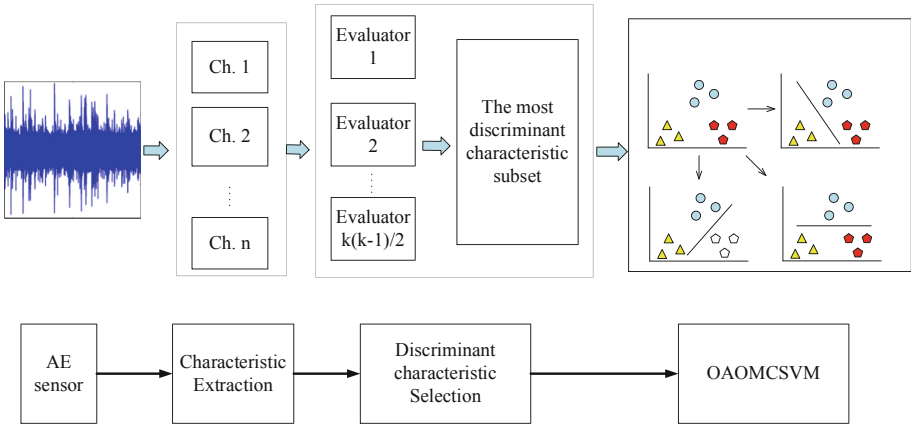 Ch. 1
Ch. 2
Ch. n
Evaluator
1
Evaluator
2
Evaluator
k(k-1)/2
The most
discriminant
characteristic
subset
AE
sensor
Characteristic
Extraction
Discriminant
characteristic
Selection
OAOMCSVM